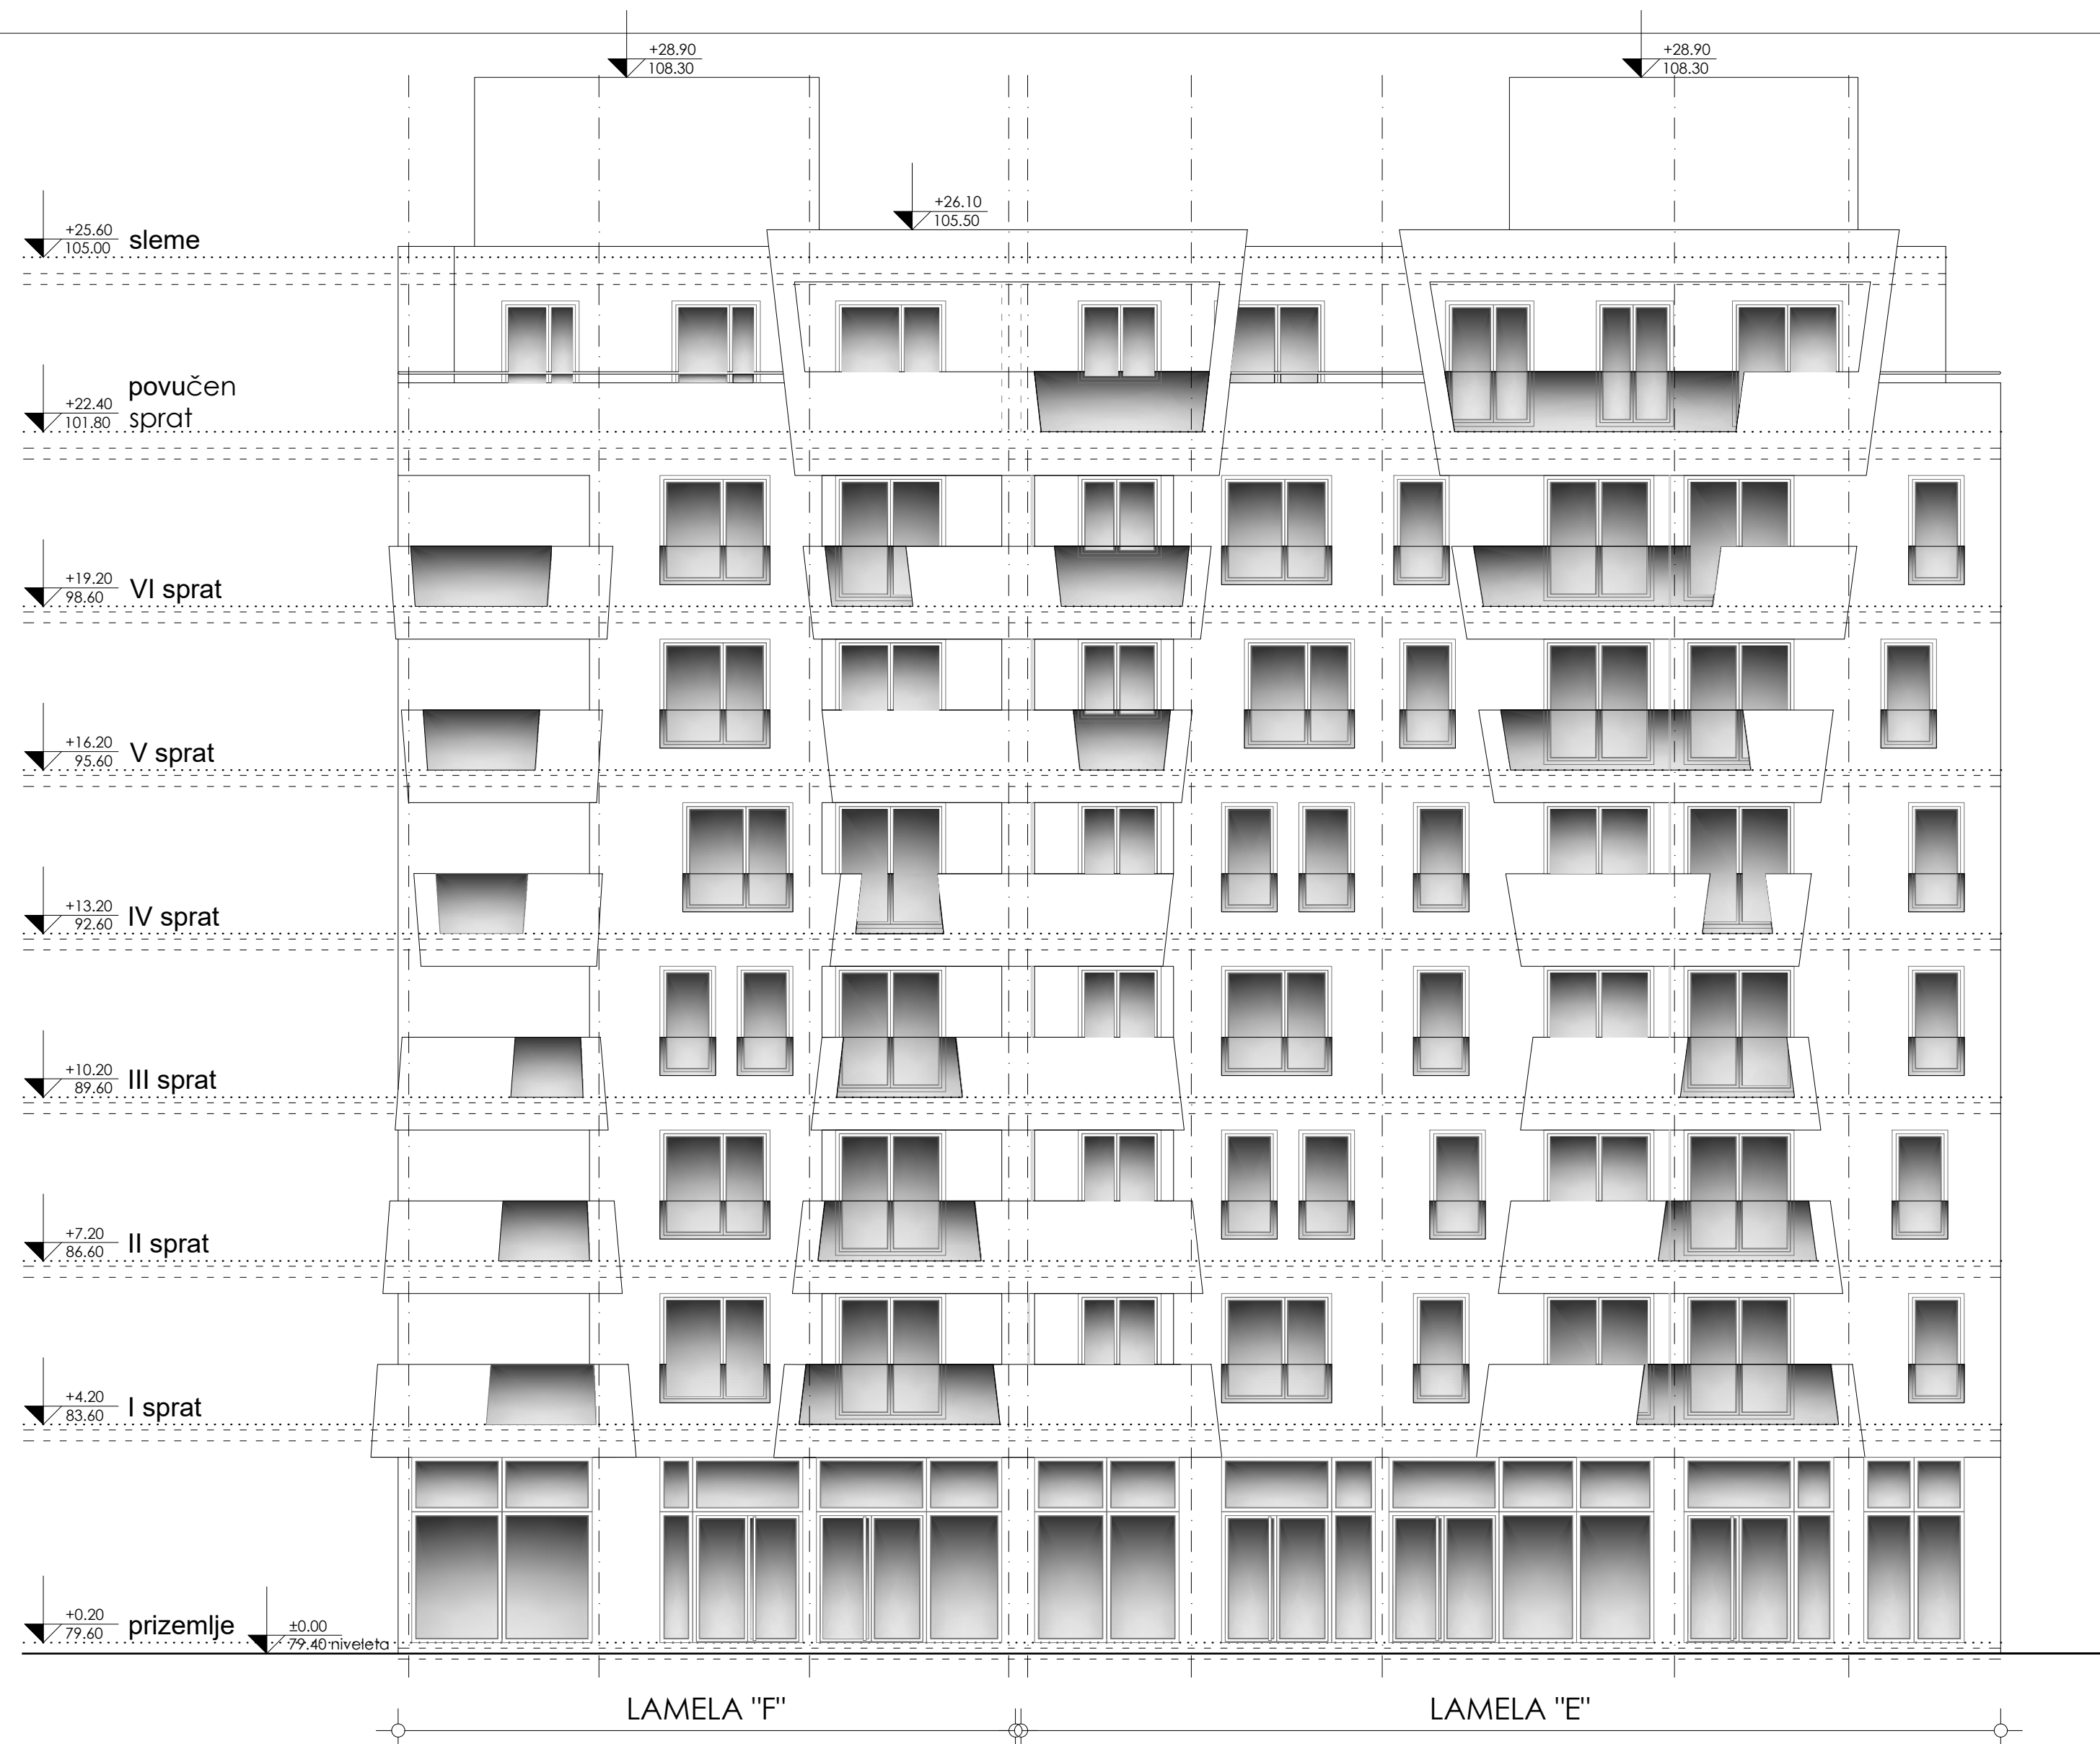 +28.90
108.30
+28.90
108.30
+26.10
105.50
+25.60
105.00
sleme
+22.40
101.80
povučen
sprat
+19.20
98.60
VI sprat
+16.20
95.60
V sprat
+13.20
92.60
IV sprat
+10.20
89.60
III sprat
+7.20
86.60
II sprat
+4.20
83.60
I sprat
+0.20
79.60
prizemlje
±0.00
79.40 niveleta
LAMELA "F"
LAMELA "E"